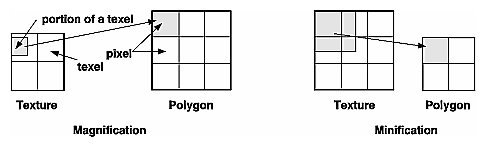 portion of a texel
pixel
texel
Texture
Polygon
Texture
Polygon
Magnification
Minification